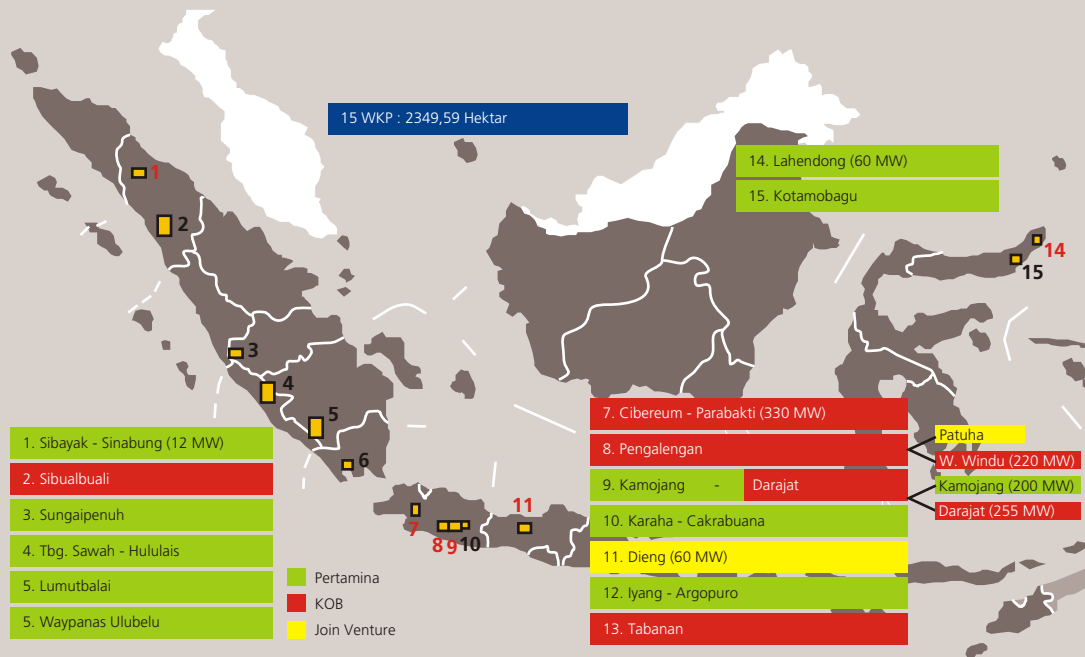 15 WKP : 2349,59 Hektar
14. Lahendong (60 MW)
15. Kotamobagu
1
2
3
4
5
6
7
8
9
10
11
14
15
1. Sibayak - Sinabung (12 MW)
2. Sibualbuali
3. Sungaipenuh
4. Tbg. Sawah - Hululais
5. Lumutbalai
5. Waypanas Ulubelu
Pertamina
KOB
Join Venture
7. Cibereum - Parabakti (330 MW)
8. Pengalengan
9. Kamojang - Darajat
10. Karaha - Cakrabuana
11. Dieng (60 MW)
12. Iyang - Argopuro
13. Tabanan
Patuha
W. Windu (220 MW)
Kamojang (200 MW)
Darajat (255 MW)